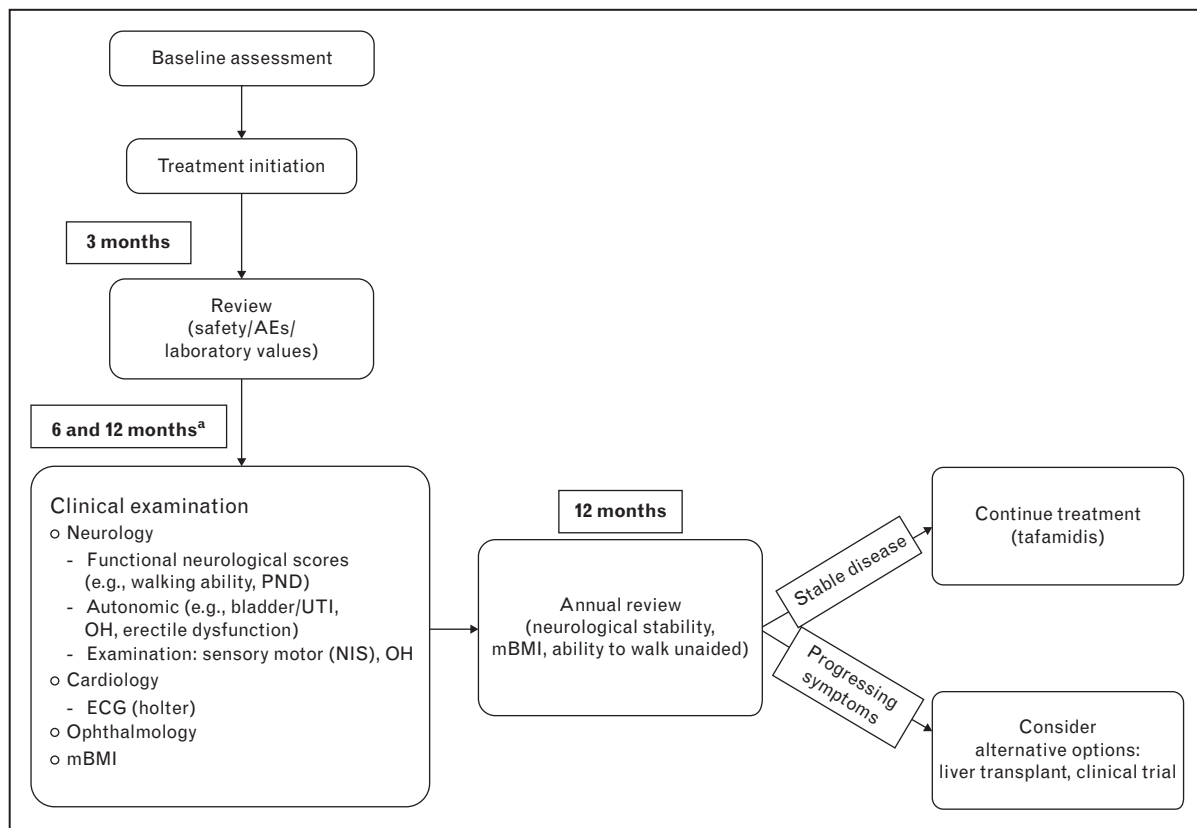 Baseline assessment
Treatment initiation
3 months
Review
(safety/AEs/
laboratory values)
6 and 12 monthsᵃ
Clinical examination
o Neurology
- Functional neurological scores
(e.g., walking ability, PND)
- Autonomic (e.g., bladder/UTI,
OH, erectile dysfunction)
- Examination: sensory motor (NIS), OH
o Cardiology
- ECG (holter)
o Ophthalmology
o mBMI
12 months
Annual review
(neurological stability,
mBMI, ability to walk unaided)
Stable disease
Continue treatment
(tafamidis)
Progressing
symptoms
Consider
alternative options:
liver transplant, clinical trial